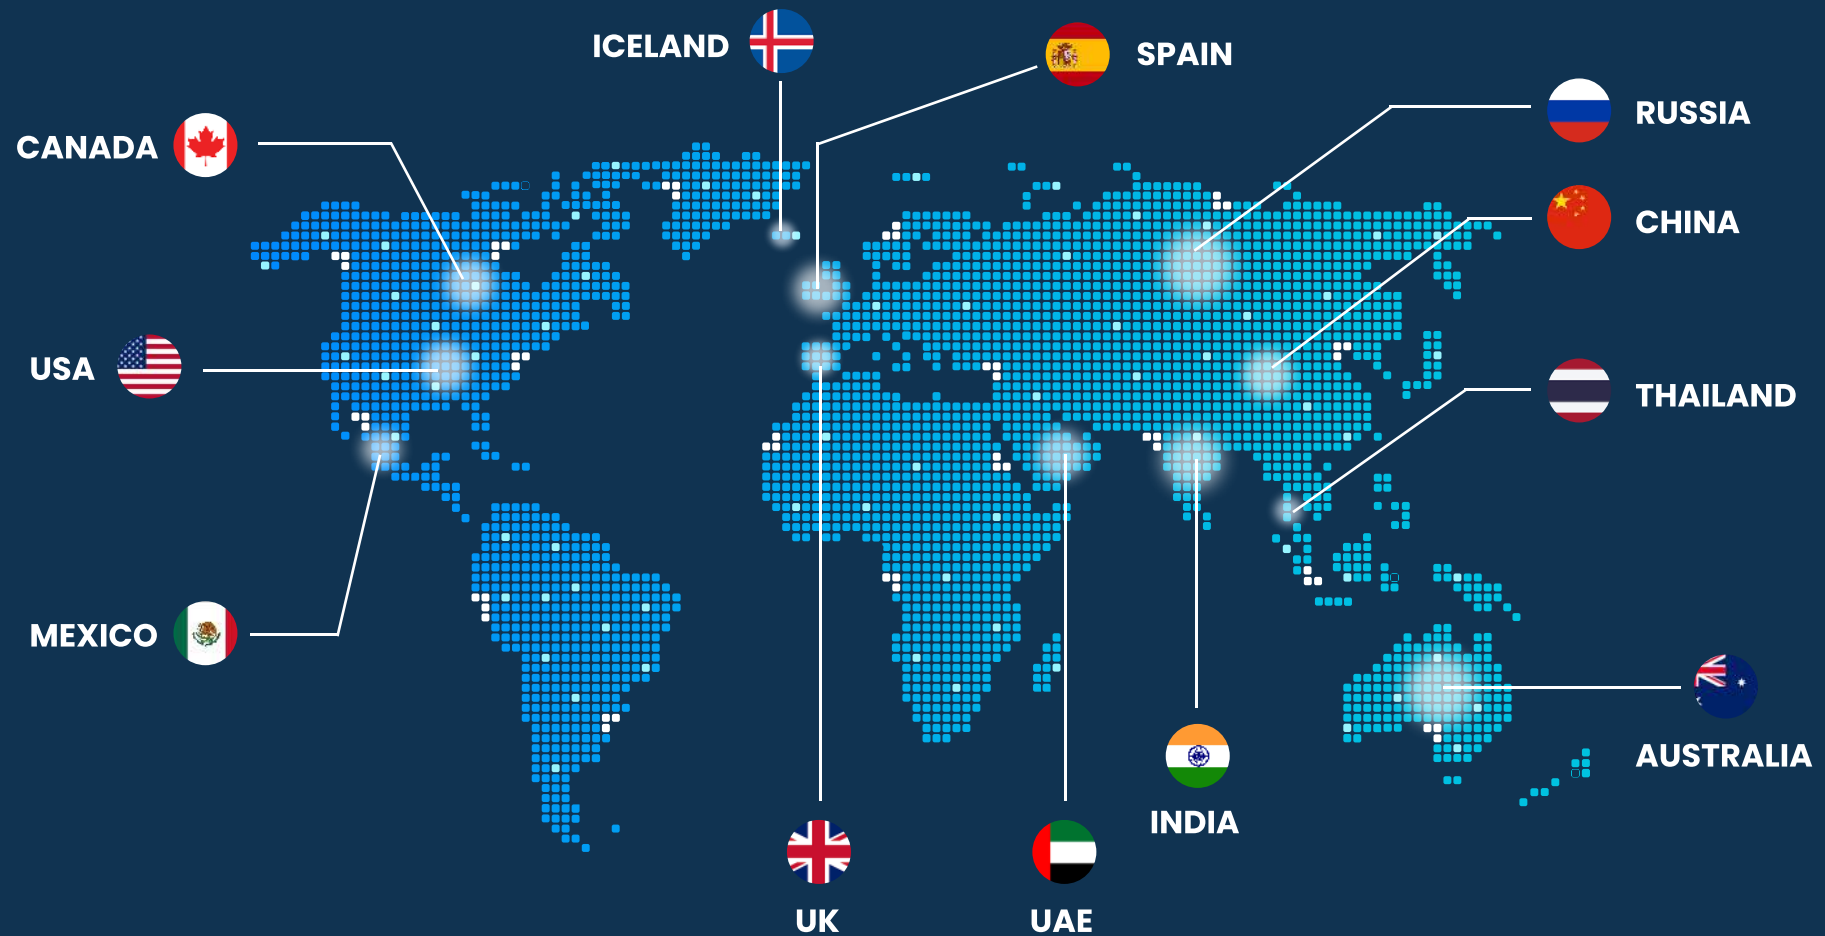 ICELAND
SPAIN
RUSSIA
CANADA
CHINA
USA
THAILAND
MEXICO
AUSTRALIA
INDIA
UK
UAE